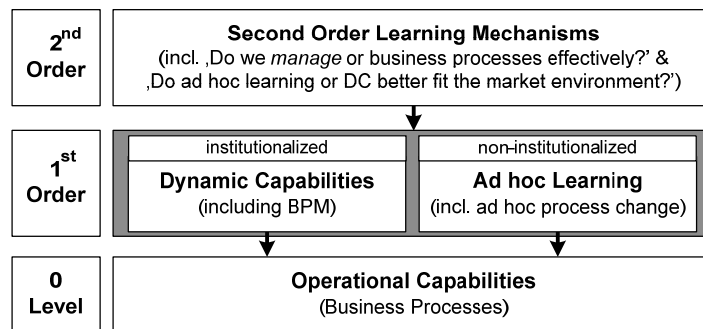 2nd
Order
Second Order Learning Mechanisms
(incl. ‚Do we manage or business processes effectively?’ &
‚Do ad hoc learning or DC better fit the market environment?’)
1st
Order
institutionalized
Dynamic Capabilities
(including BPM)
non-institutionalized
Ad hoc Learning
(incl. ad hoc process change)
0
Level
Operational Capabilities
(Business Processes)